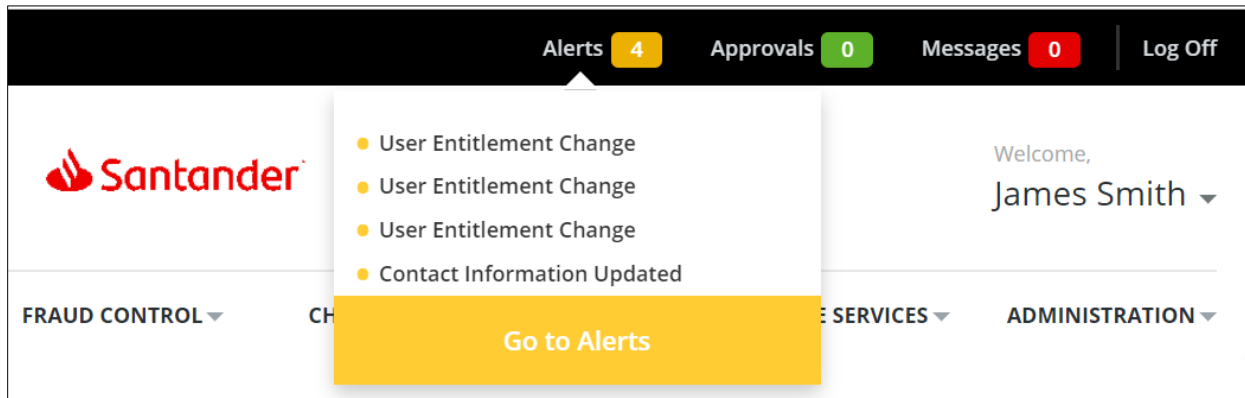 Alerts 4 Approvals 0 Messages 0 Log Off
User Entitlement Change
User Entitlement Change
User Entitlement Change
Contact Information Updated
Go to Alerts
Santander
Welcome,
James Smith
FRAUD CONTROL CH E SERVICES ADMINISTRATION